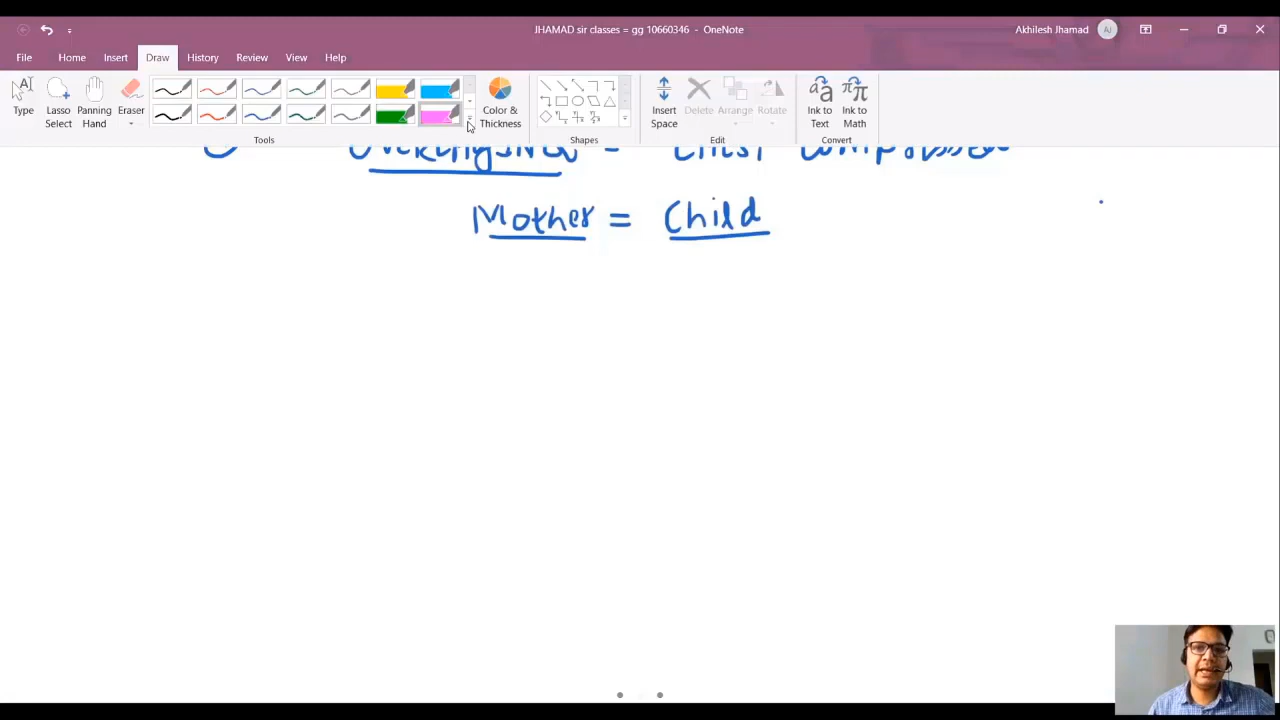 JHAMAD sir classes = gg 10660346 - OneNote
Akhilesh Jhamad AJ
File Home Insert Draw History Review View Help
Type Lasso Select Panning Hand Eraser Color & Thickness Insert Space Delete Arrange Rotate Ink to Text Ink to Math
Tools Shapes Edit Convert
=
Mother = Child